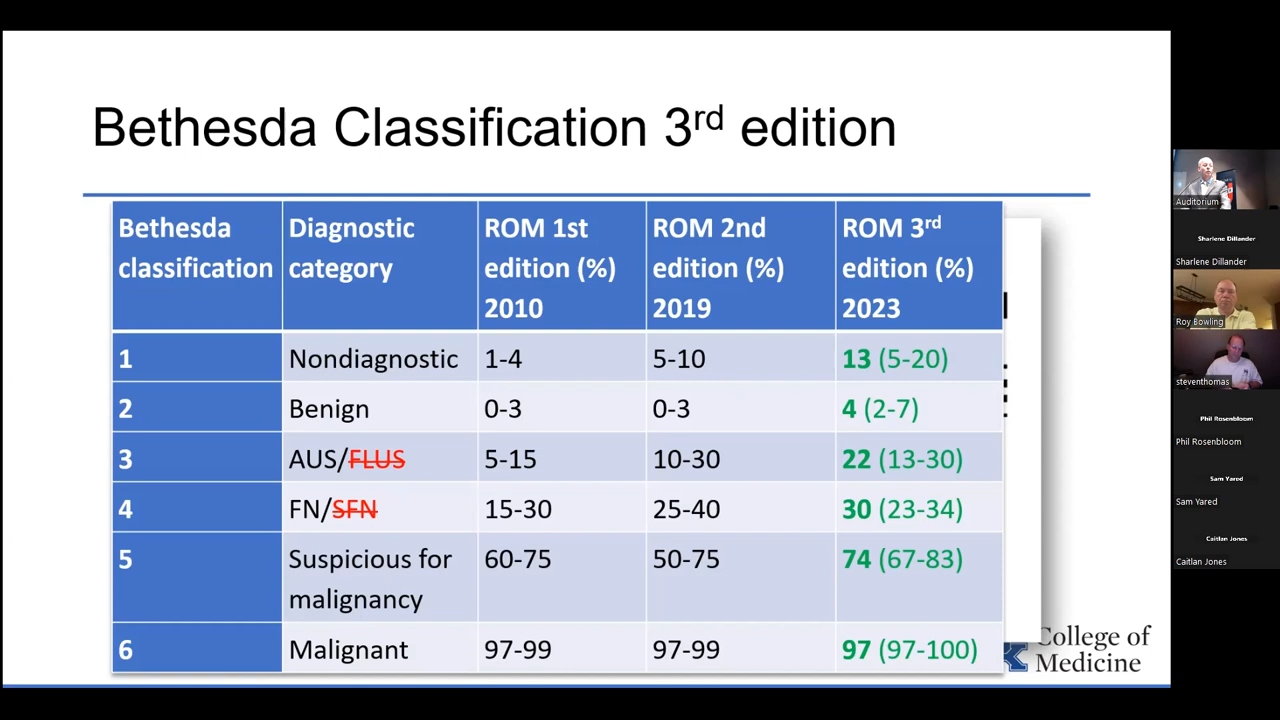 Bethesda Classification 3rd edition
Bethesda classification
Diagnostic category
ROM 1st edition (%) 2010
ROM 2nd edition (%) 2019
ROM 3rd edition (%) 2023
1 Nondiagnostic 1-4 5-10 13 (5-20)
2 Benign 0-3 0-3 4 (2-7)
3 AUS/FLUS 5-15 10-30 22 (13-30)
4 FN/SFN 15-30 25-40 30 (23-34)
5 Suspicious for malignancy 60-75 50-75 74 (67-83)
6 Malignant 97-99 97-99 97 (97-100)
College of
Medicine
Auditorium
Sharlene Dillander
Sharlene Dillander
Roy Bowling
steventhomas
Phil Rosenbloom
Phil Rosenbloom
Sam Yared
Sam Yared
Caitlan Jones
Caitlan Jones